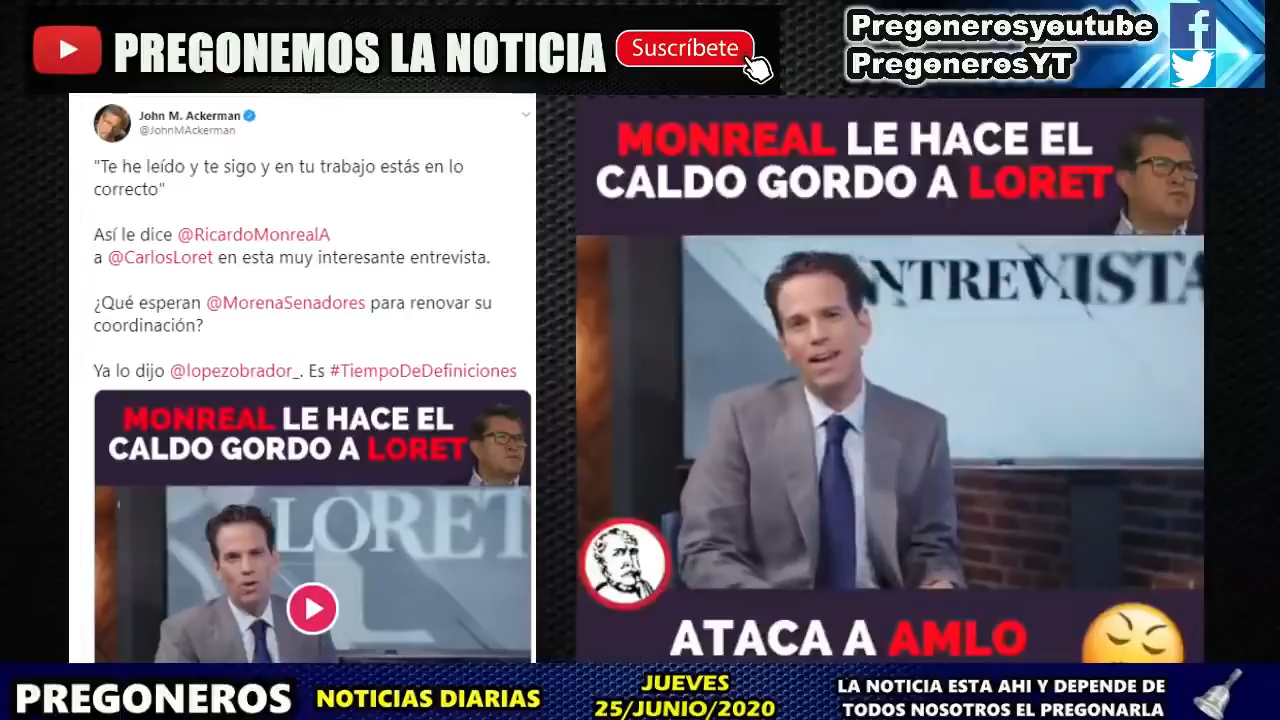 PREGONEMOS LA NOTICIA
Suscríbete
Pregonerosyoutube
PregonerosYT
John M. Ackerman
@JohnMAckerman
"Te he leído y te sigo y en tu trabajo estás en lo
correcto"
Así le dice @RicardoMonrealA
a @CarlosLoret en esta muy interesante entrevista.
¿Qué esperan @MorenaSenadores para renovar su
coordinación?
Ya lo dijo @lopezobrador_. Es #TiempoDeDefiniciones
MONREAL LE HACE EL
CALDO GORDO A LORET
LORET
MONREAL LE HACE EL
CALDO GORDO A LORET
ENTREVISTA
ATACA A AMLO
PREGONEROS
NOTICIAS DIARIAS
JUEVES
25/JUNIO/2020
LA NOTICIA ESTA AHI Y DEPENDE DE
TODOS NOSOTROS EL PREGONARLA